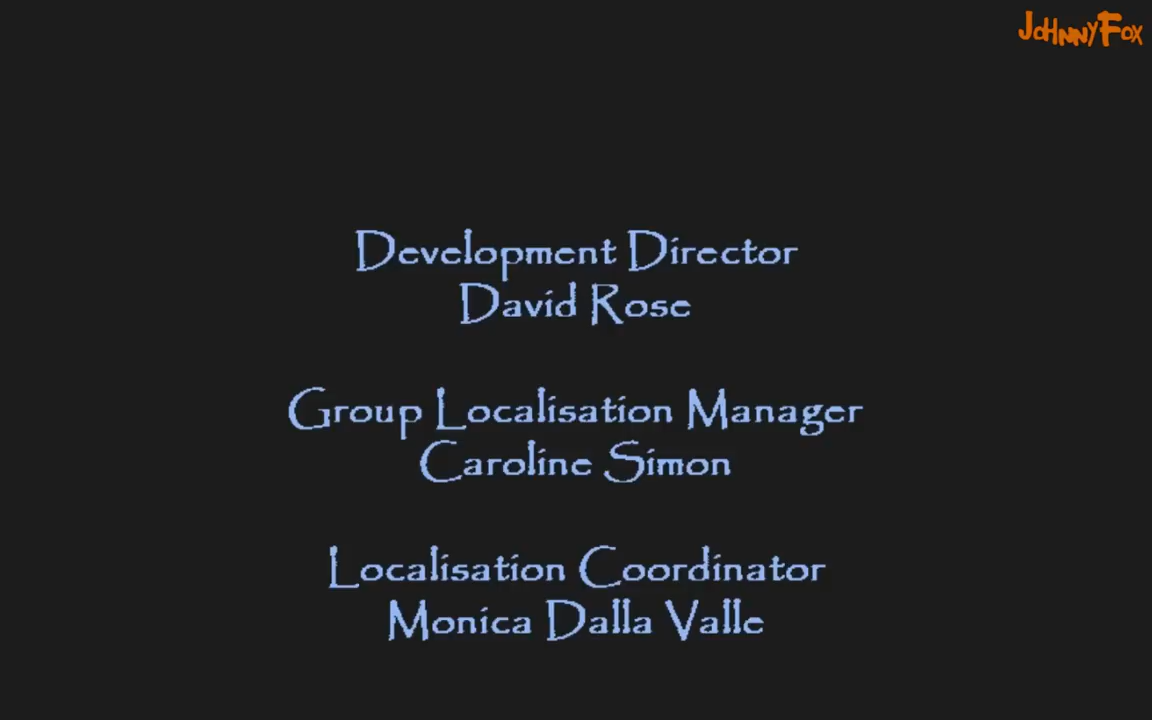 JohnnyFox
Development Director
David Rose
Group Localisation Manager
Caroline Simon
Localisation Coordinator
Monica Dalla Valle